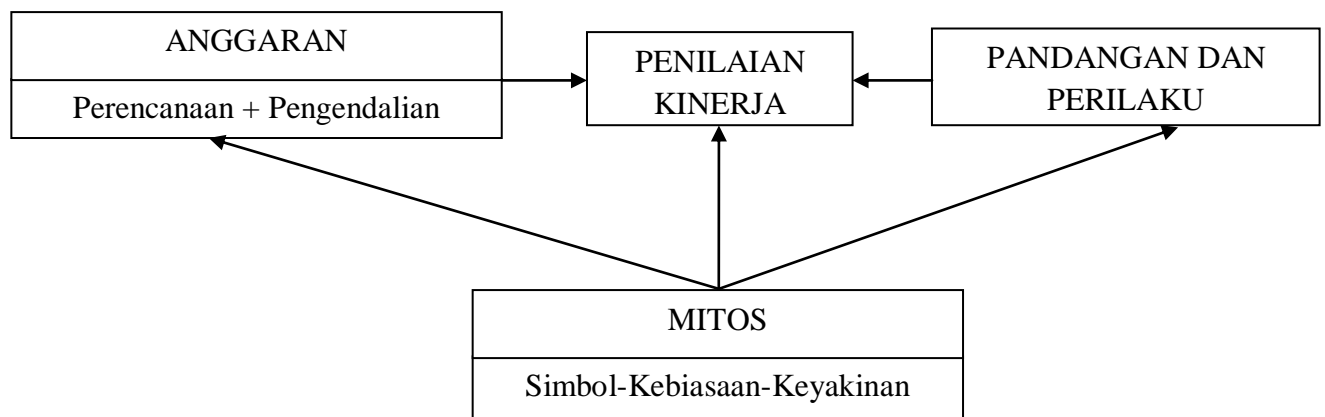 ANGGARAN
Perencanaan + Pengendalian
PENILAIAN
KINERJA
PANDANGAN DAN
PERILAKU
MITOS
Simbol-Kebiasaan-Keyakinan